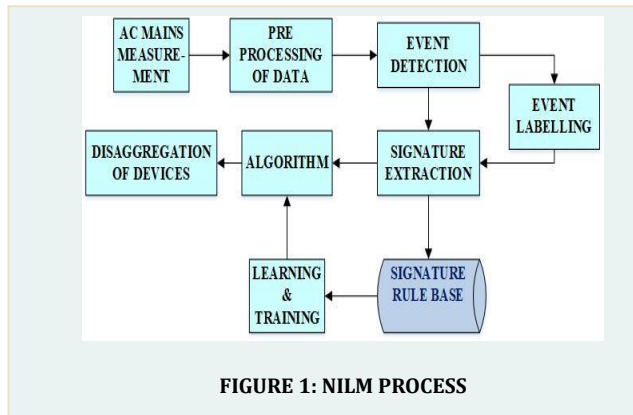 AC MAINS
MEASURE-
MENT
PRE
PROCESSING
OF DATA
EVENT
DETECTION
EVENT
LABELLING
DISAGGREGATION
OF DEVICES
ALGORITHM
SIGNATURE
EXTRACTION
LEARNING
&
TRAINING
SIGNATURE
RULE BASE
FIGURE 1: NILM PROCESS